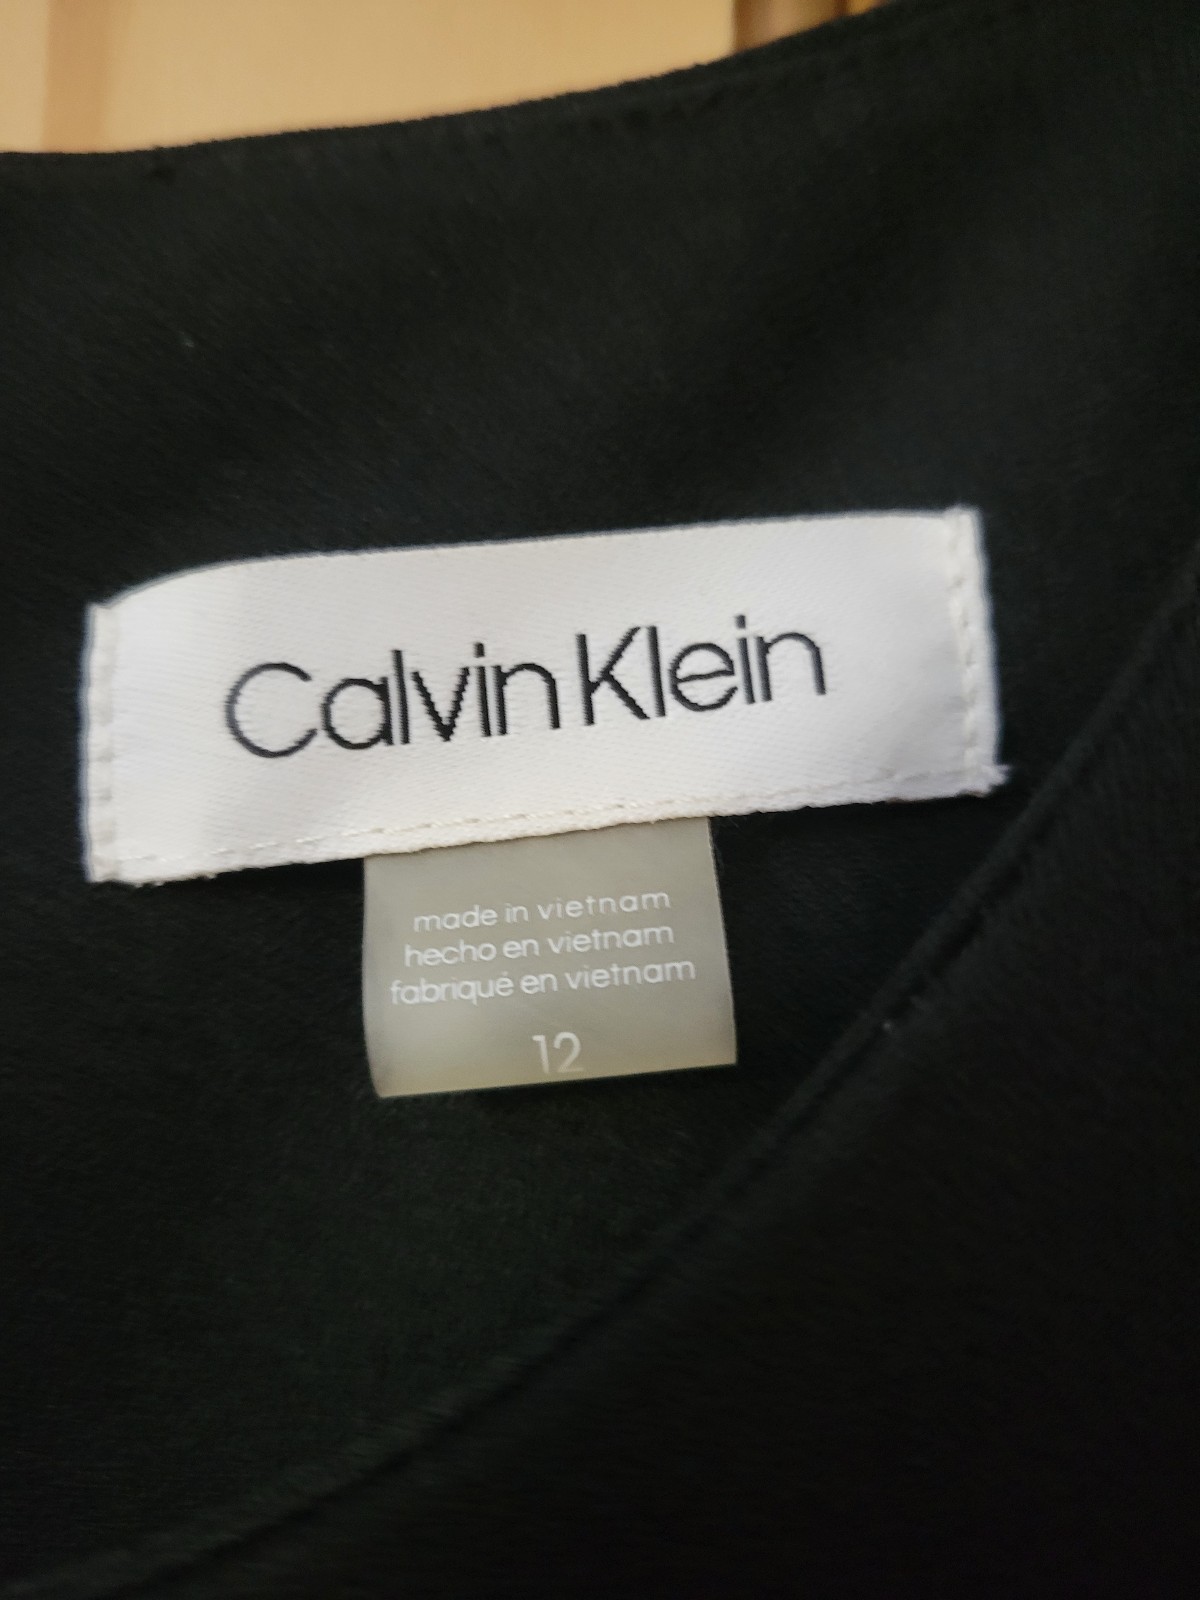 Calvin Klein
made in vietnam
hecho en vietnam
fabriqué en vietnam
12